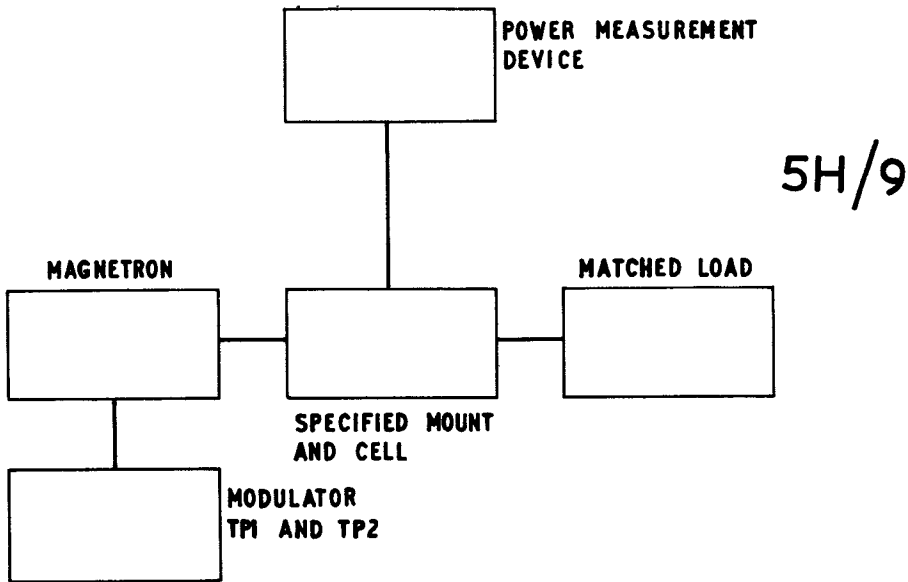 POWER MEASUREMENT
DEVICE
5H/9
MAGNETRON
MATCHED LOAD
SPECIFIED MOUNT
AND CELL
MODULATOR
TP1 AND TP2